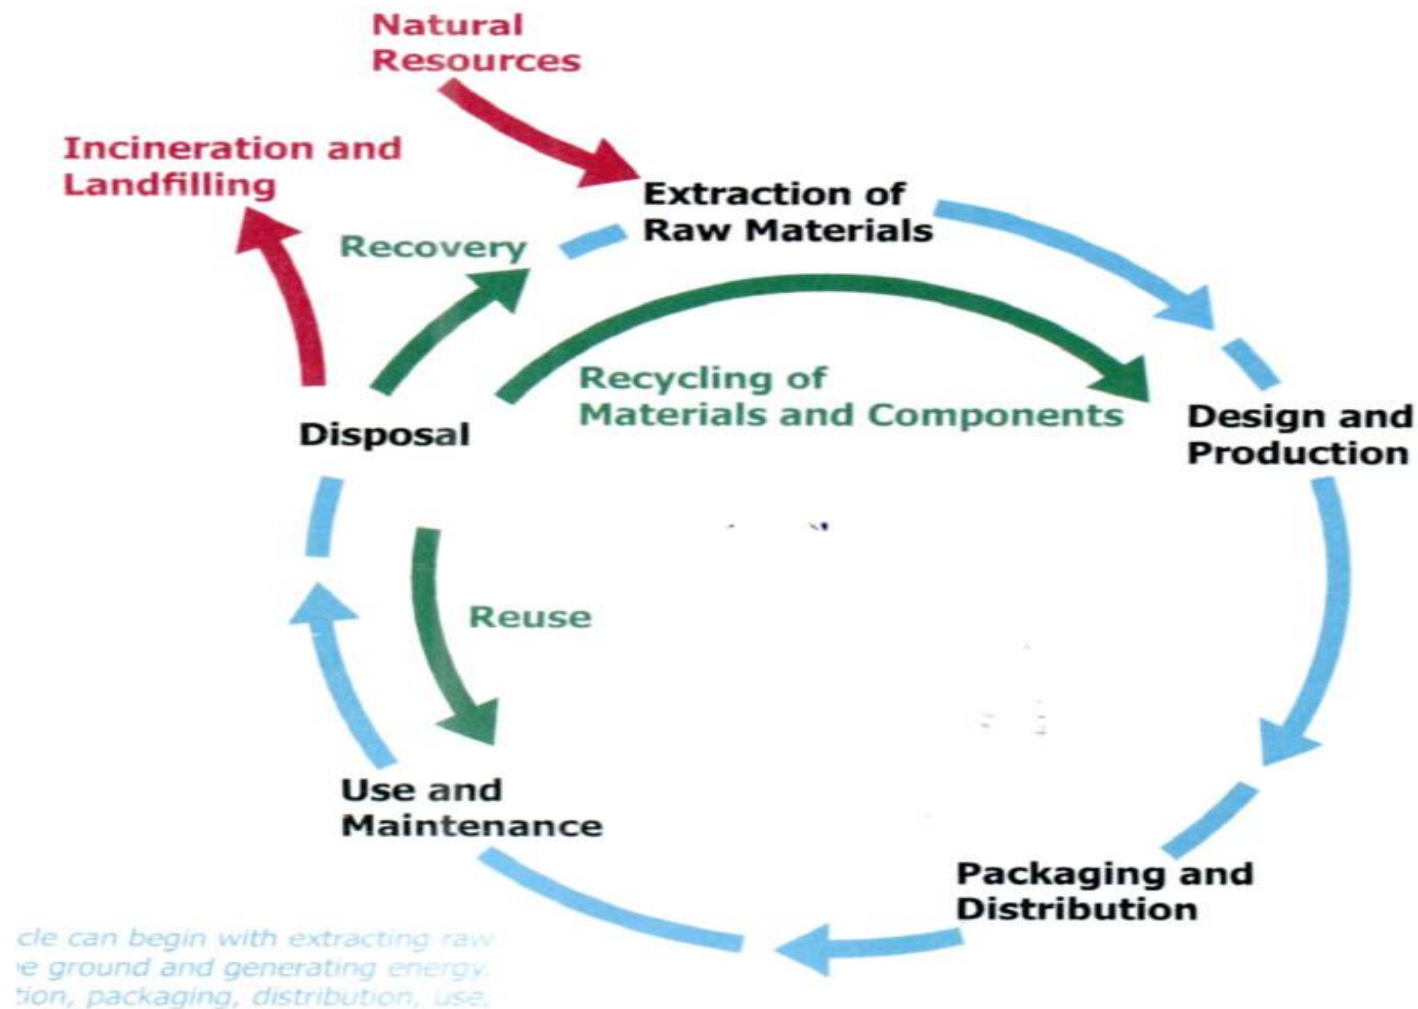 Natural
Resources
Incineration and
Landfilling
Extraction of
Raw Materials
Recovery
Recycling of
Materials and Components
Design and
Production
Disposal
Reuse
Use and
Maintenance
Packaging and
Distribution
cle can begin with extracting raw
e ground and generating energy.
tion, packaging, distribution, use,